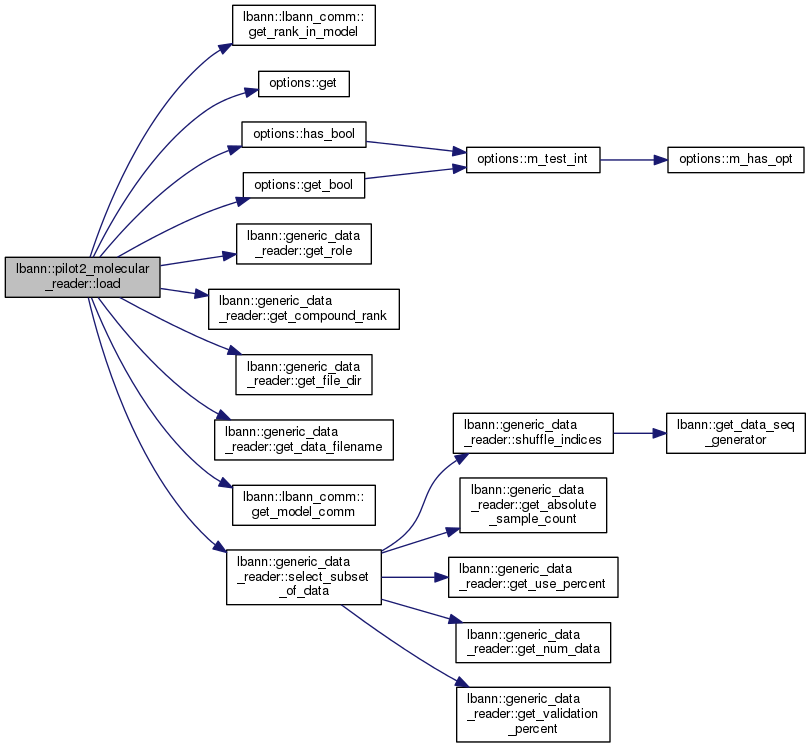 lbann::lbann_comm::
get_rank_in_model
options::get
options::has_bool
options::get_bool
options::m_test_int
options::m_has_opt
lbann::generic_data
_reader::get_role
lbann::pilot2_molecular
_reader::load
lbann::generic_data
_reader::get_compound_rank
lbann::generic_data
_reader::get_file_dir
lbann::generic_data
_reader::get_data_filename
lbann::lbann_comm::
get_model_comm
lbann::generic_data
_reader::select_subset
_of_data
lbann::generic_data
_reader::shuffle_indices
lbann::get_data_seq
_generator
lbann::generic_data
_reader::get_absolute
_sample_count
lbann::generic_data
_reader::get_use_percent
lbann::generic_data
_reader::get_num_data
lbann::generic_data
_reader::get_validation
_percent